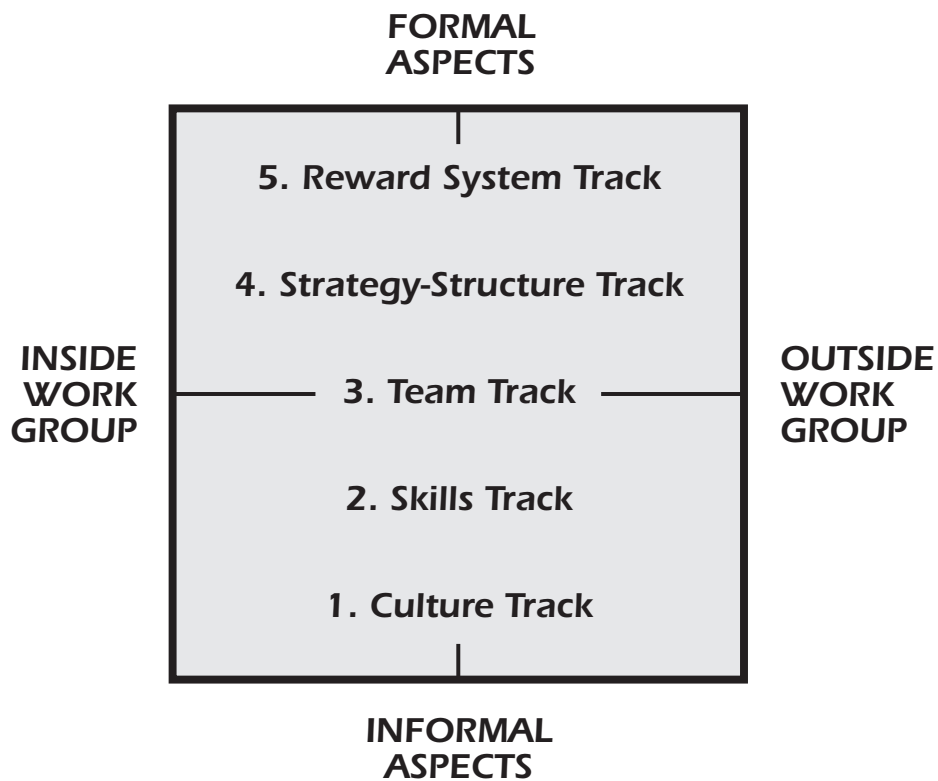 FORMAL
ASPECTS
5. Reward System Track
4. Strategy-Structure Track
INSIDE
WORK
GROUP
3. Team Track
OUTSIDE
WORK
GROUP
2. Skills Track
1. Culture Track
INFORMAL
ASPECTS